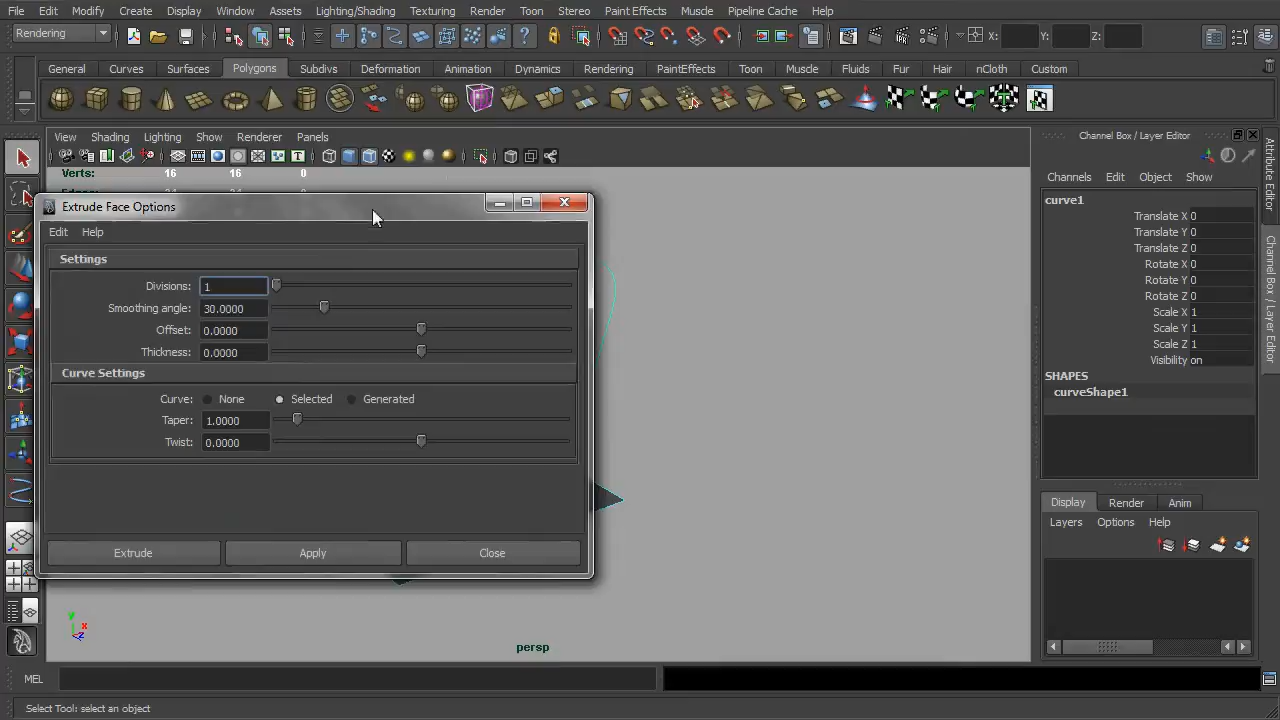 File Edit Modify Create Display Window Assets Lighting/Shading Texturing Render Toon Stereo Paint Effects Muscle Pipeline Cache Help
Rendering X: Y: Z:
General Curves Surfaces Polygons Subdivs Deformation Animation Dynamics Rendering PaintEffects Toon Muscle Fluids Fur Hair nCloth Custom
View Shading Lighting Show Renderer Panels
Channel Box / Layer Editor
Verts: 16 16 0
Channels Edit Object Show
Extrude Face Options
Edit Help
Settings
Divisions: 1
Smoothing angle: 30.0000
Offset: 0.0000
Thickness: 0.0000
Curve Settings
Curve: None Selected Generated
Taper: 1.0000
Twist: 0.0000
Extrude Apply Close
curve1
Translate X 0
Translate Y 0
Translate Z 0
Rotate X 0
Rotate Y 0
Rotate Z 0
Scale X 1
Scale Y 1
Scale Z 1
Visibility on
SHAPES
curveShape1
Display Render Anim
Layers Options Help
Attribute Editor
Channel Box / Layer Editor
y
x
z
persp
MEL
Select Tool: select an object